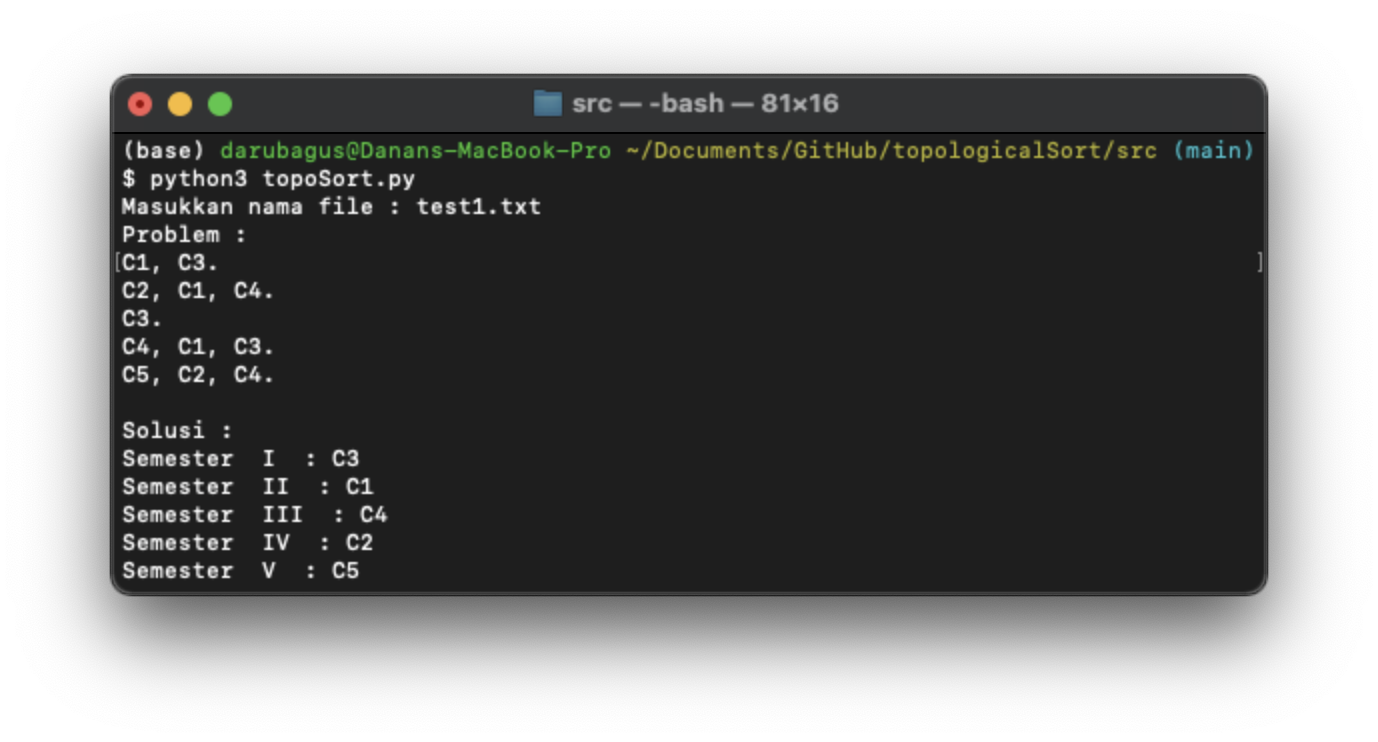 src — -bash — 81×16
(base) darubagus@Danans-MacBook-Pro ~/Documents/GitHub/topologicalSort/src (main)
$ python3 topoSort.py
Masukkan nama file : test1.txt
Problem :
[C1, C3. ]
C2, C1, C4.
C3.
C4, C1, C3.
C5, C2, C4.

Solusi :
Semester  I  : C3
Semester  II  : C1
Semester  III  : C4
Semester  IV  : C2
Semester  V  : C5